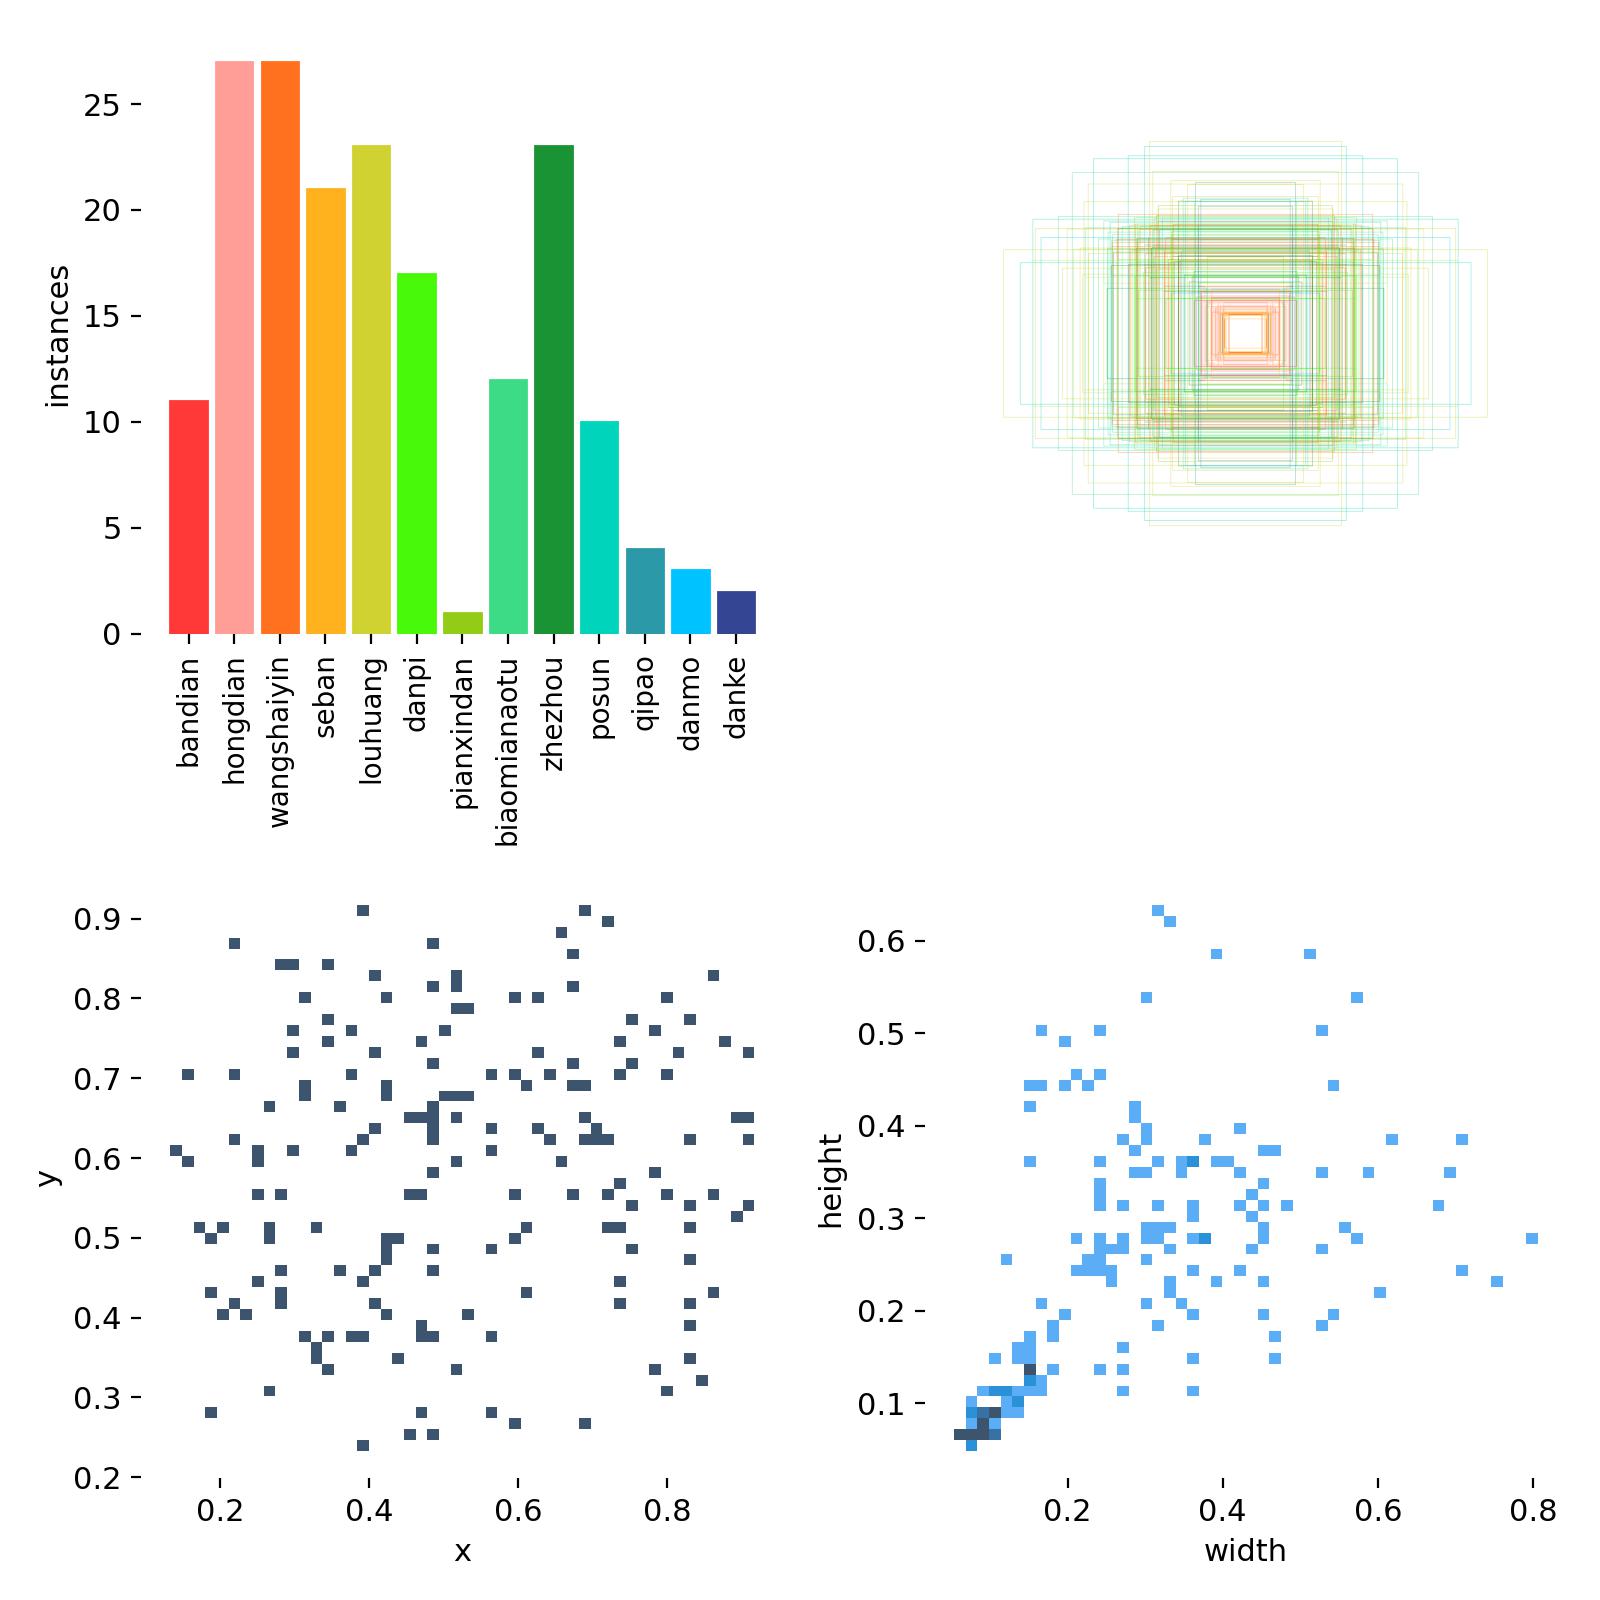 instances
25
20
15
10
5
0
bandian
hongdian
wangshaiyin
seban
louhuang
danpi
pianxindan
biaomianaotu
zhezhou
posun
qipao
danmo
danke
y
0.9
0.8
0.7
0.6
0.5
0.4
0.3
0.2
0.2 0.4 0.6 0.8
x
height
0.6
0.5
0.4
0.3
0.2
0.1
0.2 0.4 0.6 0.8
width